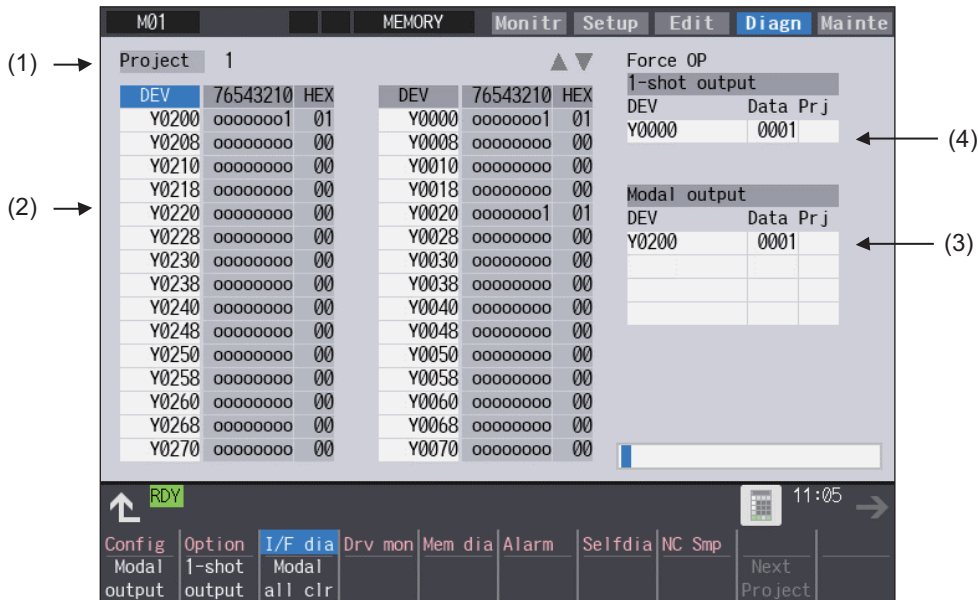 M01 MEMORY Monitr Setup Edit Diagn Mainte
(1) Project 1
DEV 76543210 HEX DEV 76543210 HEX
Y0200 ooooooo1 01 Y0000 ooooooo1 01
Y0208 oooooooo 00 Y0008 oooooooo 00
Y0210 oooooooo 00 Y0010 oooooooo 00
Y0218 oooooooo 00 Y0018 oooooooo 00
(2) Y0220 oooooooo 00 Y0020 ooooooo1 01
Y0228 oooooooo 00 Y0028 oooooooo 00
Y0230 oooooooo 00 Y0030 oooooooo 00
Y0238 oooooooo 00 Y0038 oooooooo 00
Y0240 oooooooo 00 Y0040 oooooooo 00
Y0248 oooooooo 00 Y0048 oooooooo 00
Y0250 oooooooo 00 Y0050 oooooooo 00
Y0258 oooooooo 00 Y0058 oooooooo 00
Y0260 oooooooo 00 Y0060 oooooooo 00
Y0268 oooooooo 00 Y0068 oooooooo 00
Y0270 oooooooo 00 Y0070 oooooooo 00
Force OP
1-shot output
DEV Data Prj
Y0000 0001 (4)
Modal output
DEV Data Prj
Y0200 0001 (3)
RDY 11:05
Config Option I/F dia Drv mon Mem dia Alarm Selfdia NC Smp
Modal 1-shot Modal Next
output output all clr Project